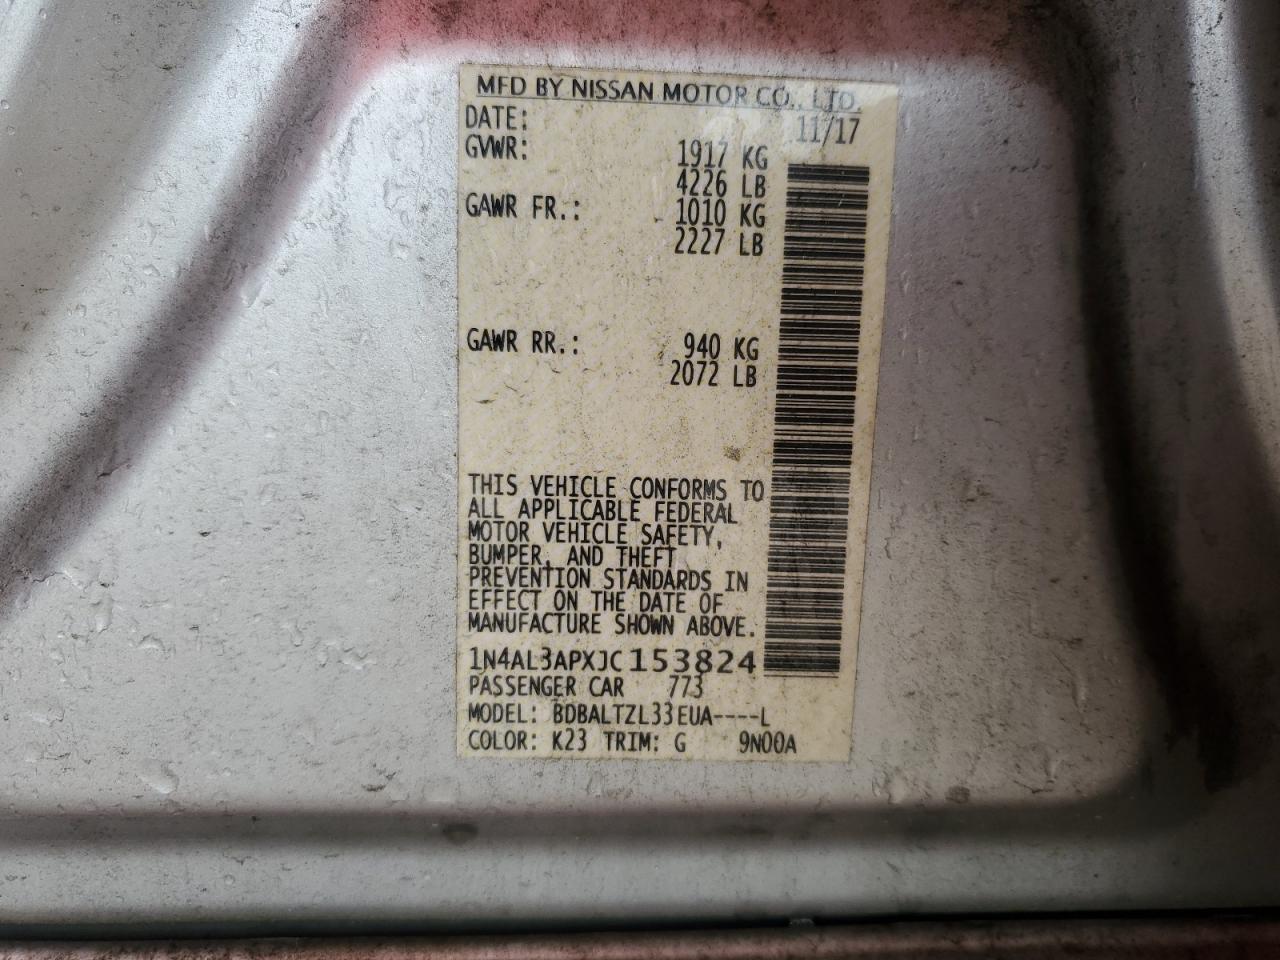 MFD BY NISSAN MOTOR CO., LTD.
DATE: 11/17
GVWR: 1917 KG
4226 LB
GAWR FR.: 1010 KG
2227 LB
GAWR RR.: 940 KG
2072 LB
THIS VEHICLE CONFORMS TO
ALL APPLICABLE FEDERAL
MOTOR VEHICLE SAFETY,
BUMPER, AND THEFT
PREVENTION STANDARDS IN
EFFECT ON THE DATE OF
MANUFACTURE SHOWN ABOVE.
1N4AL3APXJC153824
PASSENGER CAR 773
MODEL: BDBALTZL33EUA----L
COLOR: K23 TRIM: G 9N00A